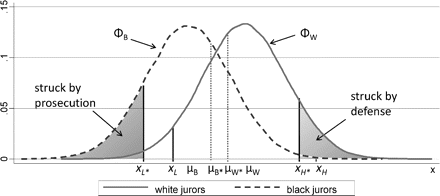 .15
Φ_B
Φ_W
.1
struck by
prosecution
struck by
defense
.05
0
x_L* x_L μ_B μ_B* μ_W* μ_W x_H* x_H x
white jurors black jurors